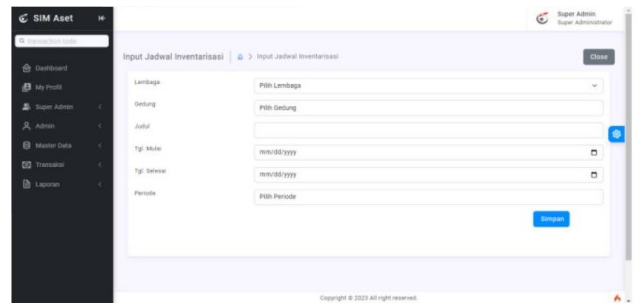 SIM Aset
Super Admin
Super Administrator
transaction code
Input Jadwal Inventarisasi
> Input Jadwal Inventarisasi
Close
Dashboard
My Profil
Super Admin
Admin
Master Data
Transaksi
Laporan
Lembaga
Pilih Lembaga
Gedung
Pilih Gedung
Judul
Tgl. Mulai
mm/dd/yyyy
Tgl. Selesai
mm/dd/yyyy
Periode
Pilih Periode
Simpan
Copyright © 2023 All right reserved.